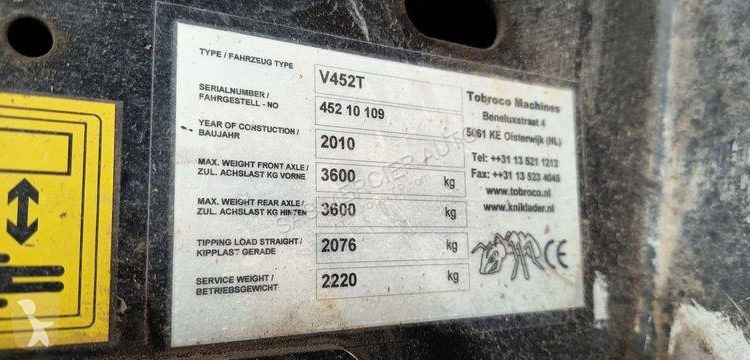 TYPE / FAHRZEUG TYPE V452T
SERIALNUMBER /
FAHRGESTELL - NO 452 10 109
YEAR OF CONSTUCTION /
BAUJAHR 2010
MAX. WEIGHT FRONT AXLE /
ZUL. ACHSLAST KG VORNE 3600 kg
MAX. WEIGHT REAR AXLE /
ZUL. ACHSLAST KG HINTEN 3600 kg
TIPPING LOAD STRAIGHT /
KIPPLAST GERADE 2076 kg
SERVICE WEIGHT /
BETRIEBSGEWICHT 2220 kg
Tobroco Machines
Beneluxstraat 4
5061 KE Oisterwijk (NL)
Tel: ++31 13 521 1212
Fax: ++31 13 523 4045
www.tobroco.nl
www.kniklader.nl
CE